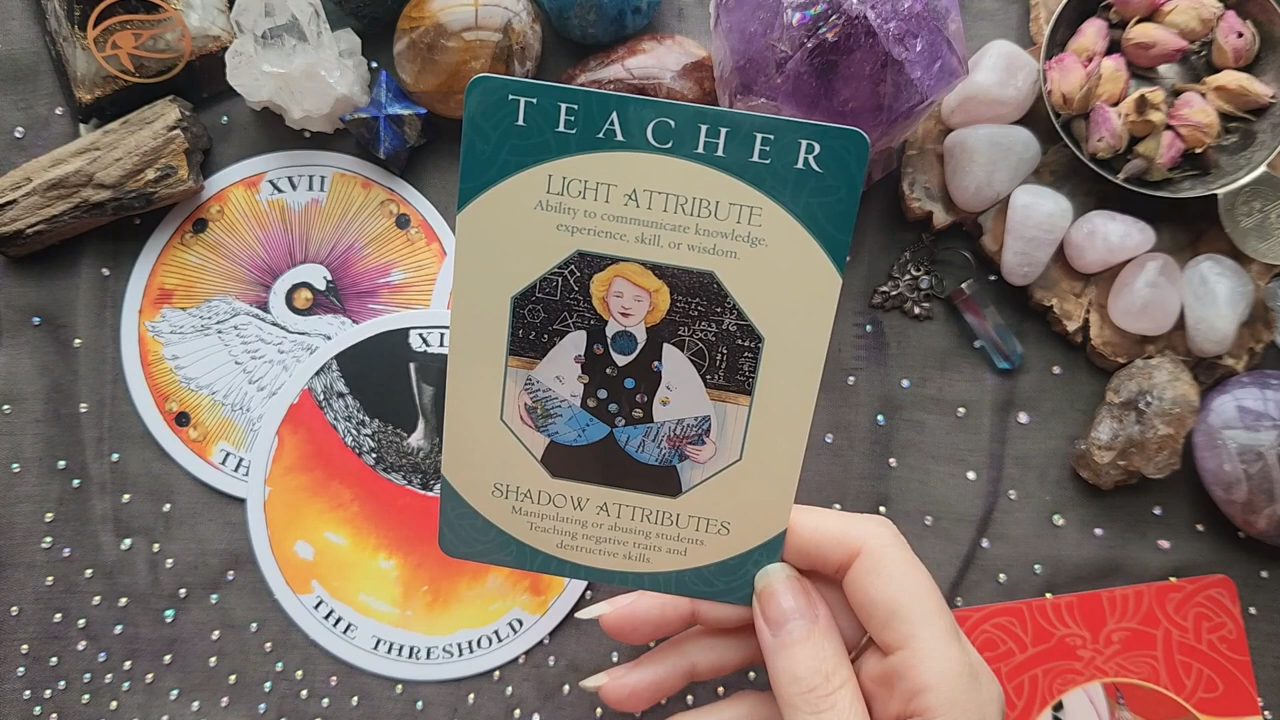 TEACHER
LIGHT ATTRIBUTE
Ability to communicate knowledge,
experience, skill, or wisdom.
SHADOW ATTRIBUTES
Manipulating or abusing students.
Teaching negative traits and
destructive skills.
XVII
THE THRESHOLD